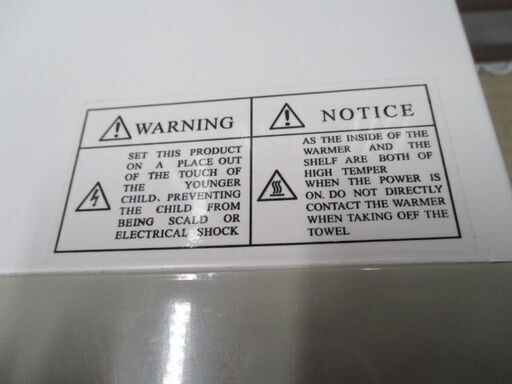 WARNING
SET THIS PRODUCT
ON A PLACE OUT
OF THE TOUCH OF
THE YOUNGER
CHILD, PREVENTING
THE CHILD FROM
BEING SCALD OR
ELECTRICAL SHOCK
NOTICE
AS THE INSIDE OF THE
WARMER AND THE
SHELF ARE BOTH OF
HIGH TEMPER
WHEN THE POWER IS
ON. DO NOT DIRECTLY
CONTACT THE WARMER
WHEN TAKING OFF THE
TOWEL